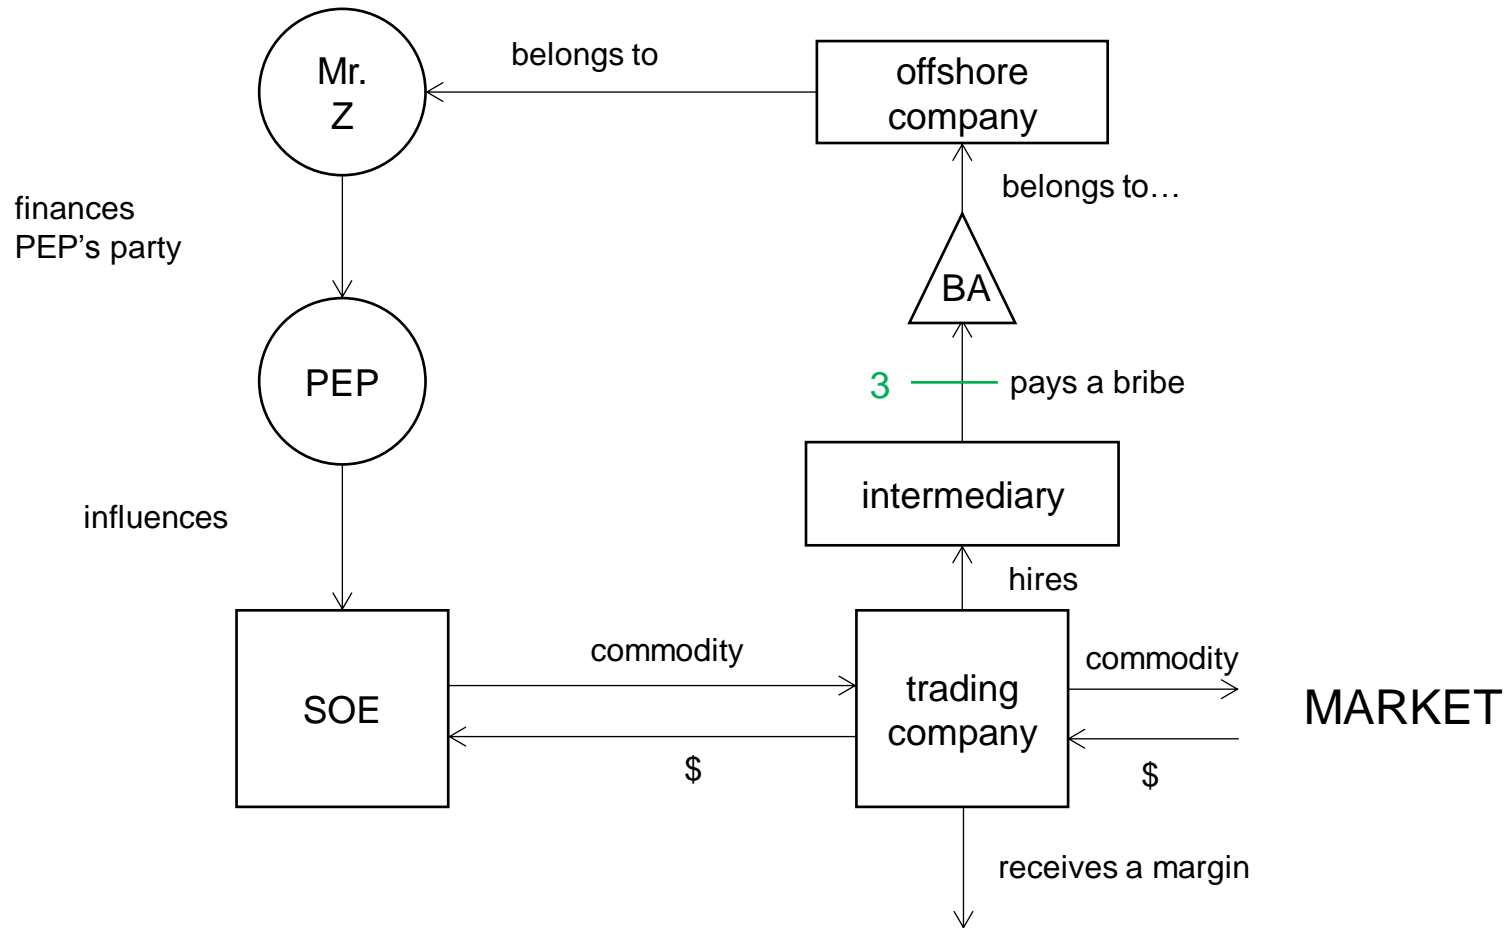 belongs to
Mr.
Z
offshore
company
belongs to…
finances
PEP’s party
BA
3
pays a bribe
PEP
intermediary
influences
hires
commodity
commodity
SOE
trading
company
MARKET
$
$
receives a margin